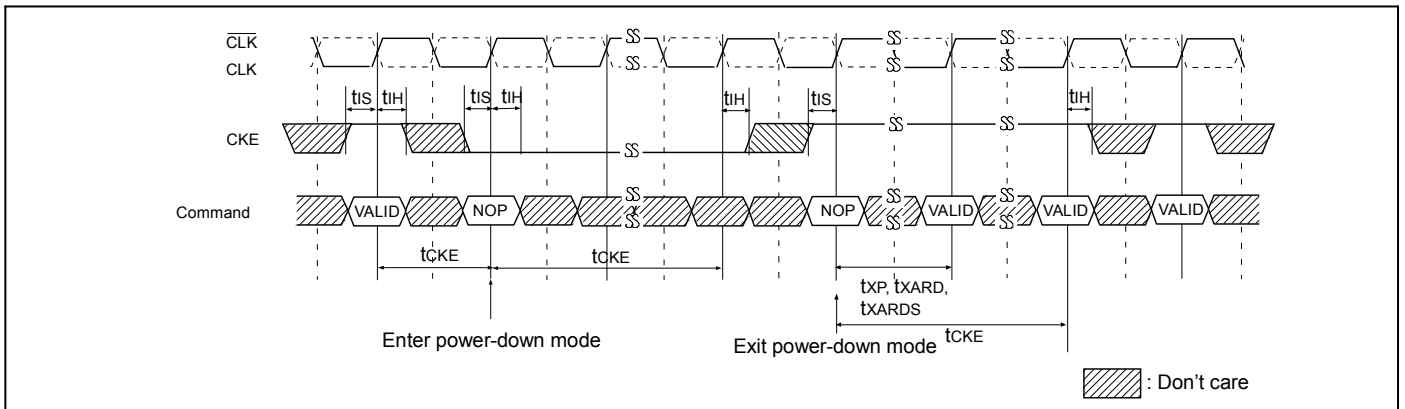 CLK
CLK
tIS tIH tIS tIH tIH tIS tIH
CKE
Command VALID NOP NOP VALID VALID VALID
tCKE tCKE
tXP, tXARD,
tXARDS
Enter power-down mode Exit power-down mode tCKE
: Don't care